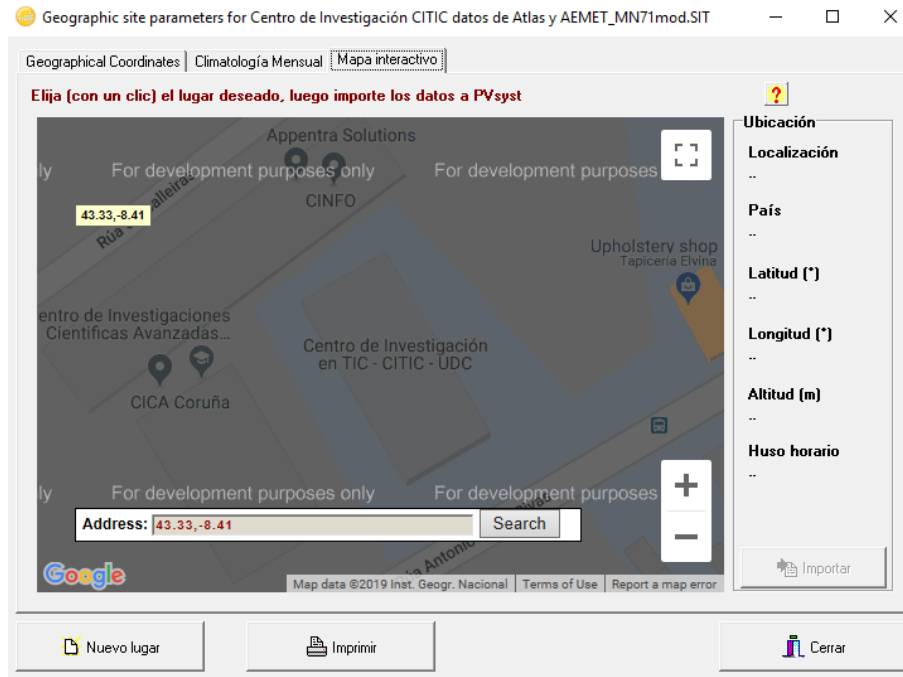 Geographic site parameters for Centro de Investigación CITIC datos de Atlas y AEMET_MN71mod.SIT
Geographical Coordinates
Climatología Mensual
Mapa interactivo
Elija (con un clic) el lugar deseado, luego importe los datos a PVsyst
?
Appentra Solutions
ly
For development purposes only
For development purposes
CINFO
43.33,-8.41
Upholstery shop
Tapicería Elvina
entro de Investigaciones
Cientificas Avanzadas...
Centro de Investigación
en TIC - CITIC - UDC
CICA Coruña
ly
For development purposes only
For development purposes
Address: 43.33,-8.41
Search
Google
Map data ©2019 Inst. Geogr. Nacional
Terms of Use
Report a map error
Ubicación
Localización
--
País
--
Latitud (°)
--
Longitud (°)
--
Altitud (m)
--
Huso horario
--
Importar
Nuevo lugar
Imprimir
Cerrar